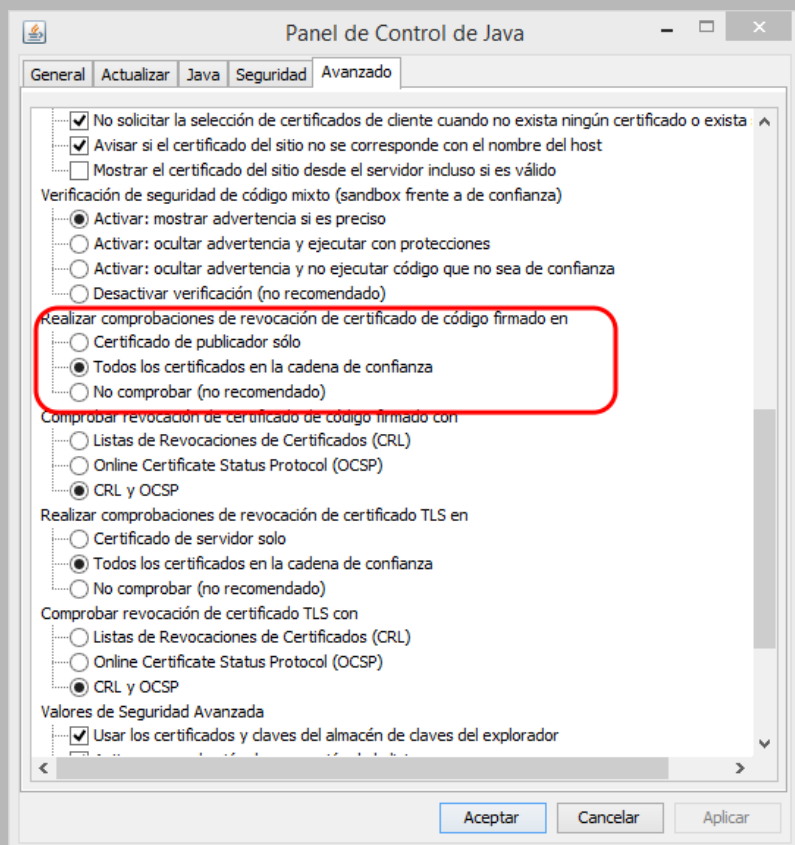 Panel de Control de Java
General Actualizar Java Seguridad Avanzado
No solicitar la selección de certificados de cliente cuando no exista ningún certificado o exista
Avisar si el certificado del sitio no se corresponde con el nombre del host
Mostrar el certificado del sitio desde el servidor incluso si es válido
Verificación de seguridad de código mixto (sandbox frente a de confianza)
Activar: mostrar advertencia si es preciso
Activar: ocultar advertencia y ejecutar con protecciones
Activar: ocultar advertencia y no ejecutar código que no sea de confianza
Desactivar verificación (no recomendado)
Realizar comprobaciones de revocación de certificado de código firmado en
Certificado de publicador sólo
Todos los certificados en la cadena de confianza
No comprobar (no recomendado)
Comprobar revocación de certificado de código firmado con
Listas de Revocaciones de Certificados (CRL)
Online Certificate Status Protocol (OCSP)
CRL y OCSP
Realizar comprobaciones de revocación de certificado TLS en
Certificado de servidor solo
Todos los certificados en la cadena de confianza
No comprobar (no recomendado)
Comprobar revocación de certificado TLS con
Listas de Revocaciones de Certificados (CRL)
Online Certificate Status Protocol (OCSP)
CRL y OCSP
Valores de Seguridad Avanzada
Usar los certificados y claves del almacén de claves del explorador
Aceptar Cancelar Aplicar